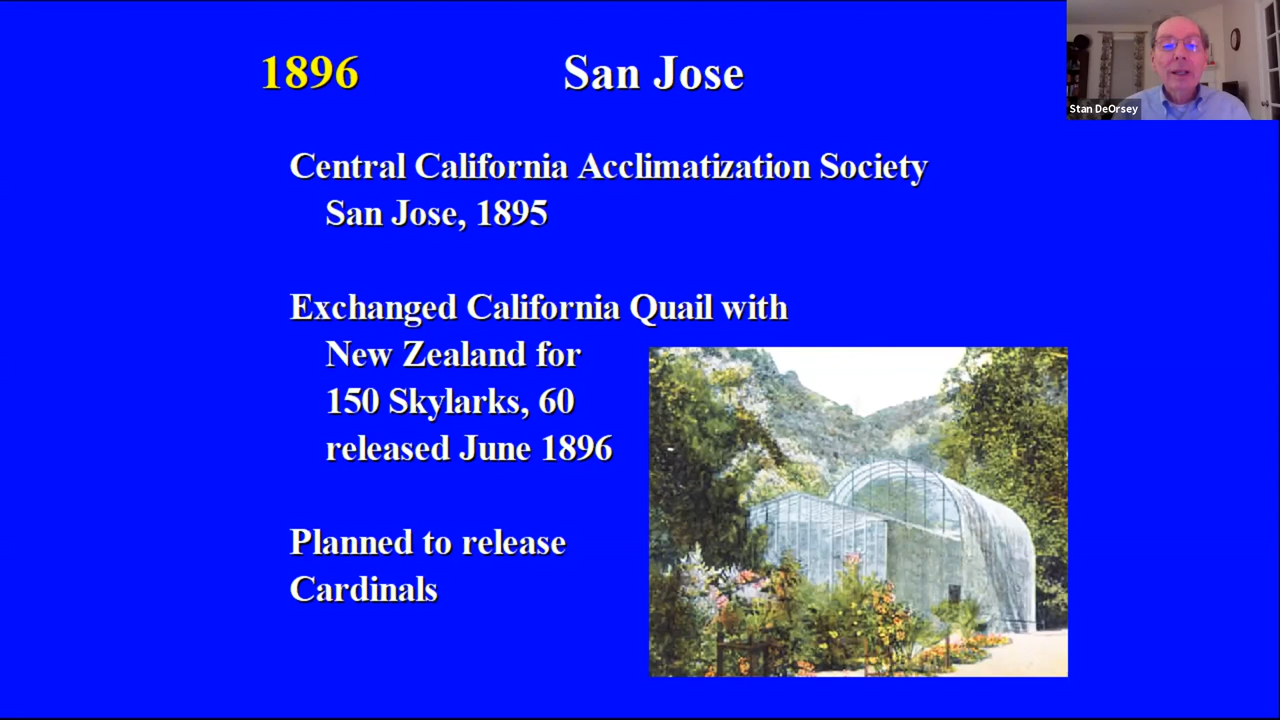 1896 San Jose
Stan DeOrsey
Central California Acclimatization Society
San Jose, 1895
Exchanged California Quail with
New Zealand for
150 Skylarks, 60
released June 1896
Planned to release
Cardinals